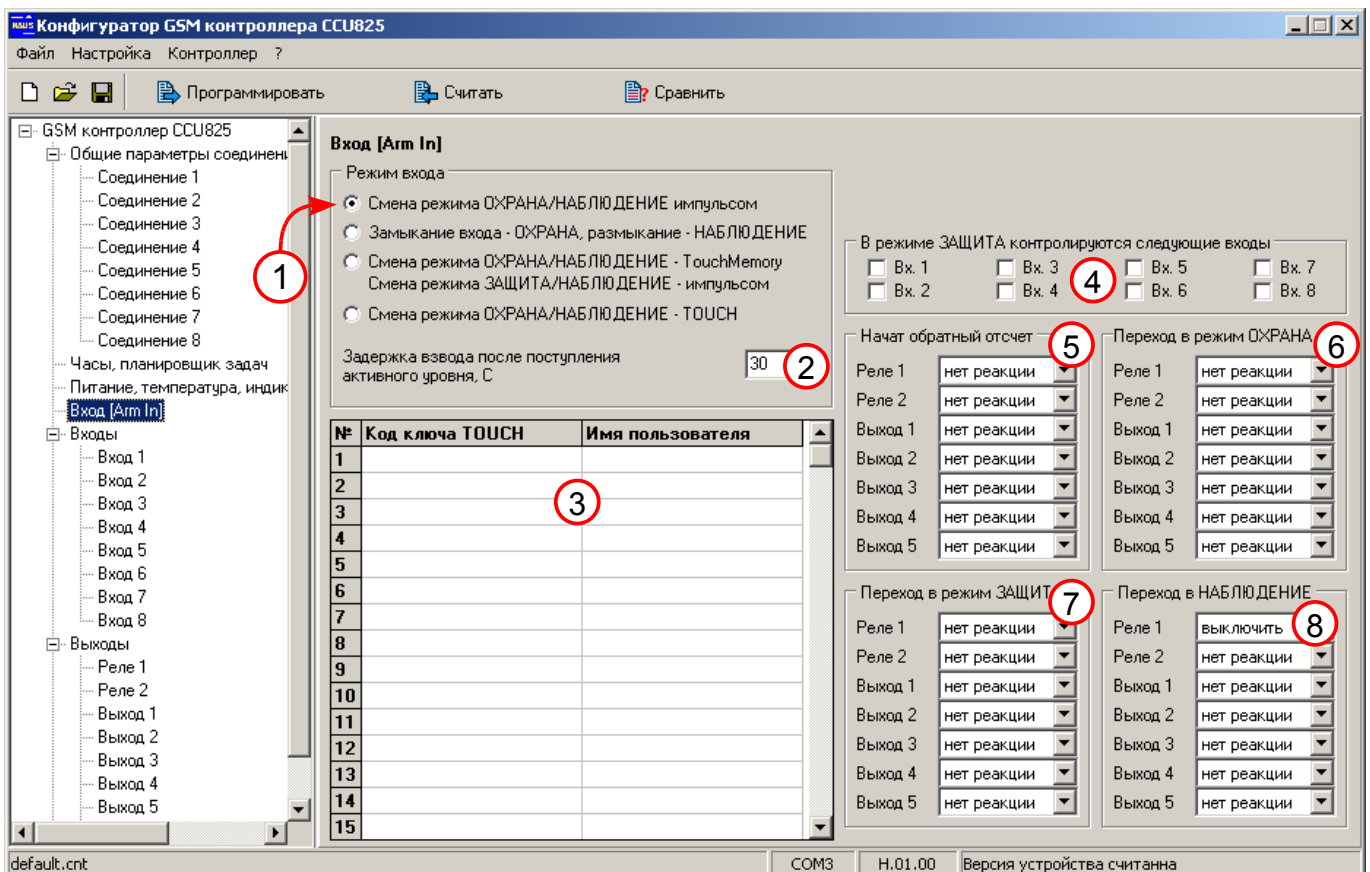 Конфигуратор GSM контроллера CCU825
Файл Настройка Контроллер ?
Программировать Считать Сравнить
GSM контроллер CCU825
Общие параметры соединени
Соединение 1
Соединение 2
Соединение 3
Соединение 4
Соединение 5
Соединение 6
Соединение 7
Соединение 8
Часы, планировщик задач
Питание, температура, индик
Вход [Arm In]
Входы
Вход 1
Вход 2
Вход 3
Вход 4
Вход 5
Вход 6
Вход 7
Вход 8
Выходы
Реле 1
Реле 2
Выход 1
Выход 2
Выход 3
Выход 4
Выход 5
Вход [Arm In]
Режим входа
1
Смена режима ОХРАНА/НАБЛЮДЕНИЕ импульсом
Замыкание входа - ОХРАНА, размыкание - НАБЛЮДЕНИЕ
Смена режима ОХРАНА/НАБЛЮДЕНИЕ - TouchMemory
Смена режима ЗАЩИТА/НАБЛЮДЕНИЕ - импульсом
Смена режима ОХРАНА/НАБЛЮДЕНИЕ - TOUCH
Задержка взвода после поступления
активного уровня, С
30
2
№ Код ключа TOUCH Имя пользователя
1
2
3
4
5
6
7
8
9
10
11
12
13
14
15
3
В режиме ЗАЩИТА контролируются следующие входы
Вх. 1 Вх. 3 Вх. 5 Вх. 7
Вх. 2 Вх. 4 Вх. 6 Вх. 8
4
Начат обратный отсчет
5
Реле 1 нет реакции
Реле 2 нет реакции
Выход 1 нет реакции
Выход 2 нет реакции
Выход 3 нет реакции
Выход 4 нет реакции
Выход 5 нет реакции
Переход в режим ОХРАНА
6
Реле 1 нет реакции
Реле 2 нет реакции
Выход 1 нет реакции
Выход 2 нет реакции
Выход 3 нет реакции
Выход 4 нет реакции
Выход 5 нет реакции
Переход в режим ЗАЩИТ
7
Реле 1 нет реакции
Реле 2 нет реакции
Выход 1 нет реакции
Выход 2 нет реакции
Выход 3 нет реакции
Выход 4 нет реакции
Выход 5 нет реакции
Переход в НАБЛЮДЕНИЕ
8
Реле 1 выключить
Реле 2 нет реакции
Выход 1 нет реакции
Выход 2 нет реакции
Выход 3 нет реакции
Выход 4 нет реакции
Выход 5 нет реакции
default.cnt COM3 Н.01.00 Версия устройства считанна